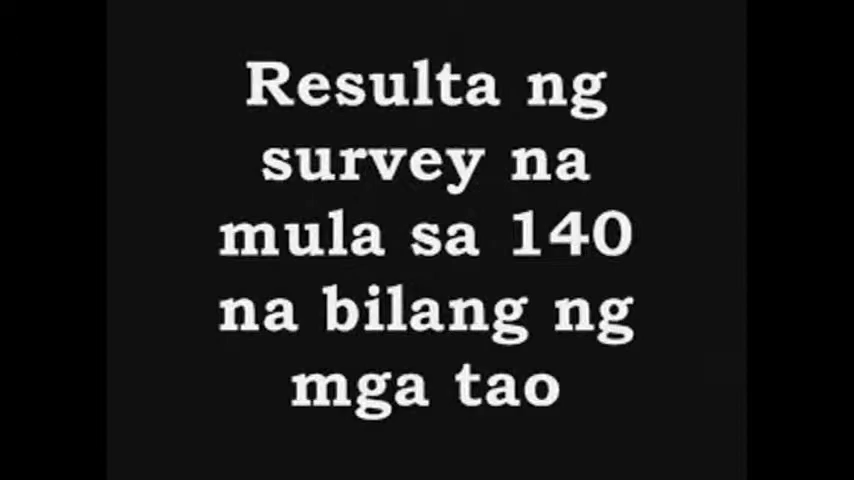 Resulta ng
survey na
mula sa 140
na bilang ng
mga tao